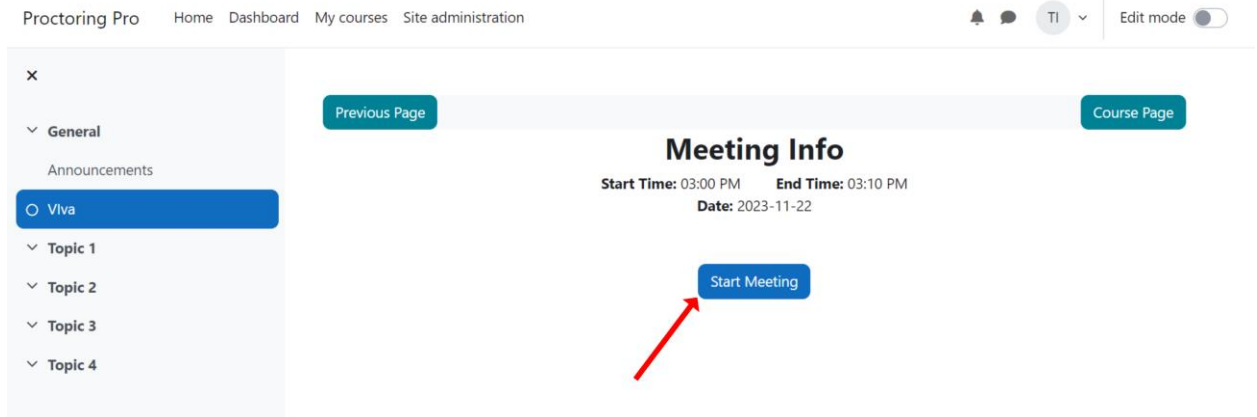 Proctoring Pro Home Dashboard My courses Site administration TI Edit mode
Previous Page Course Page
General
Announcements
VIva
Topic 1
Topic 2
Topic 3
Topic 4
Meeting Info
Start Time: 03:00 PM End Time: 03:10 PM
Date: 2023-11-22
Start Meeting